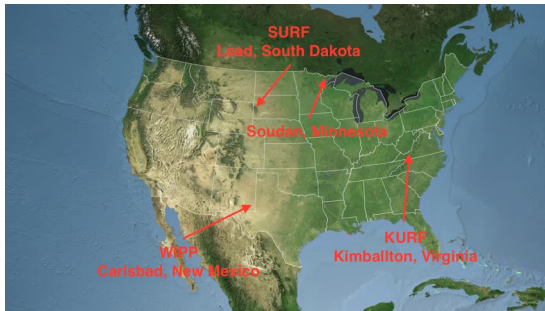 SURF
Lead, South Dakota
Soudan, Minnesota
WIPP
Carlsbad, New Mexico
KURF
Kimballton, Virginia